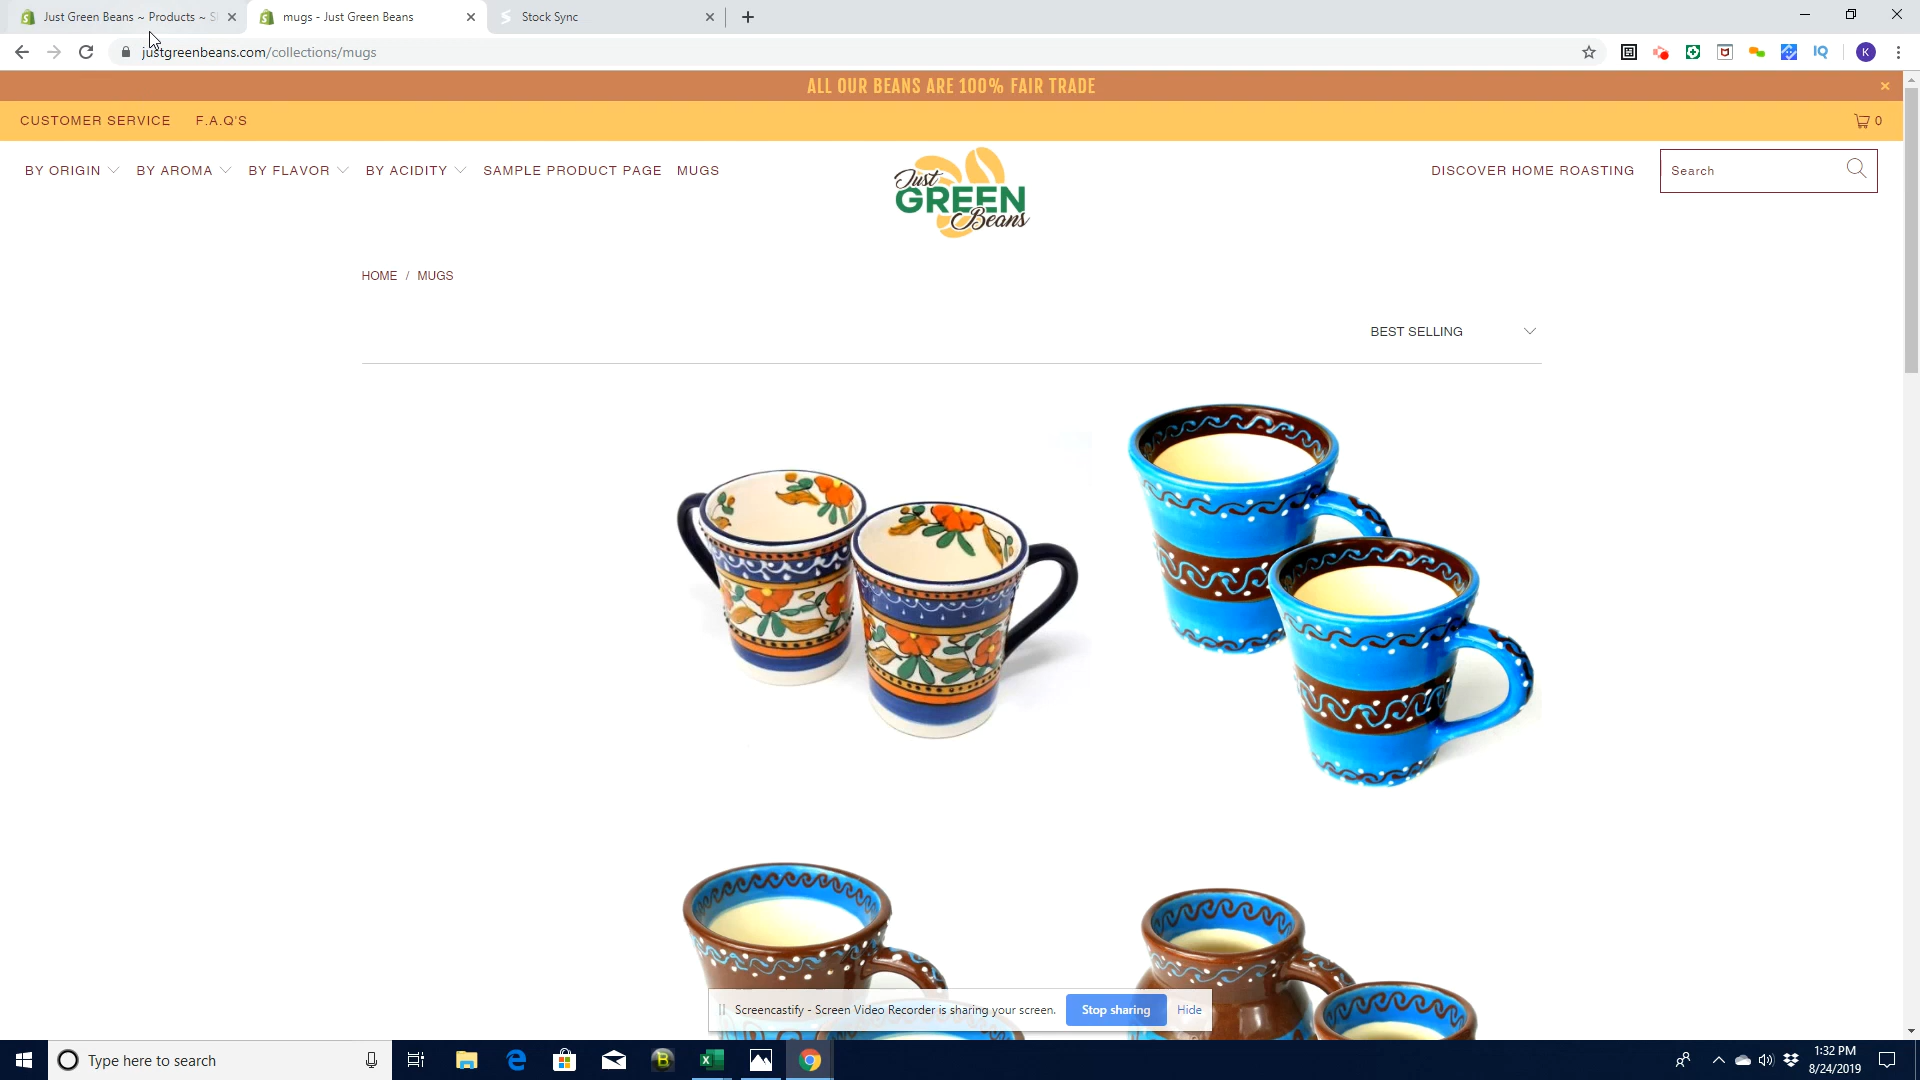 Just Green Beans ~ Products ~ S
mugs - Just Green Beans
Stock Sync
justgreenbeans.com/collections/mugs
IQ
K
ALL OUR BEANS ARE 100% FAIR TRADE
CUSTOMER SERVICE
F.A.Q'S
0
BY ORIGIN
BY AROMA
BY FLAVOR
BY ACIDITY
SAMPLE PRODUCT PAGE
MUGS
Just
GREEN
Beans
DISCOVER HOME ROASTING
Search
HOME / MUGS
BEST SELLING
Screencastify - Screen Video Recorder is sharing your screen.
Stop sharing
Hide
Type here to search
1:32 PM
8/24/2019